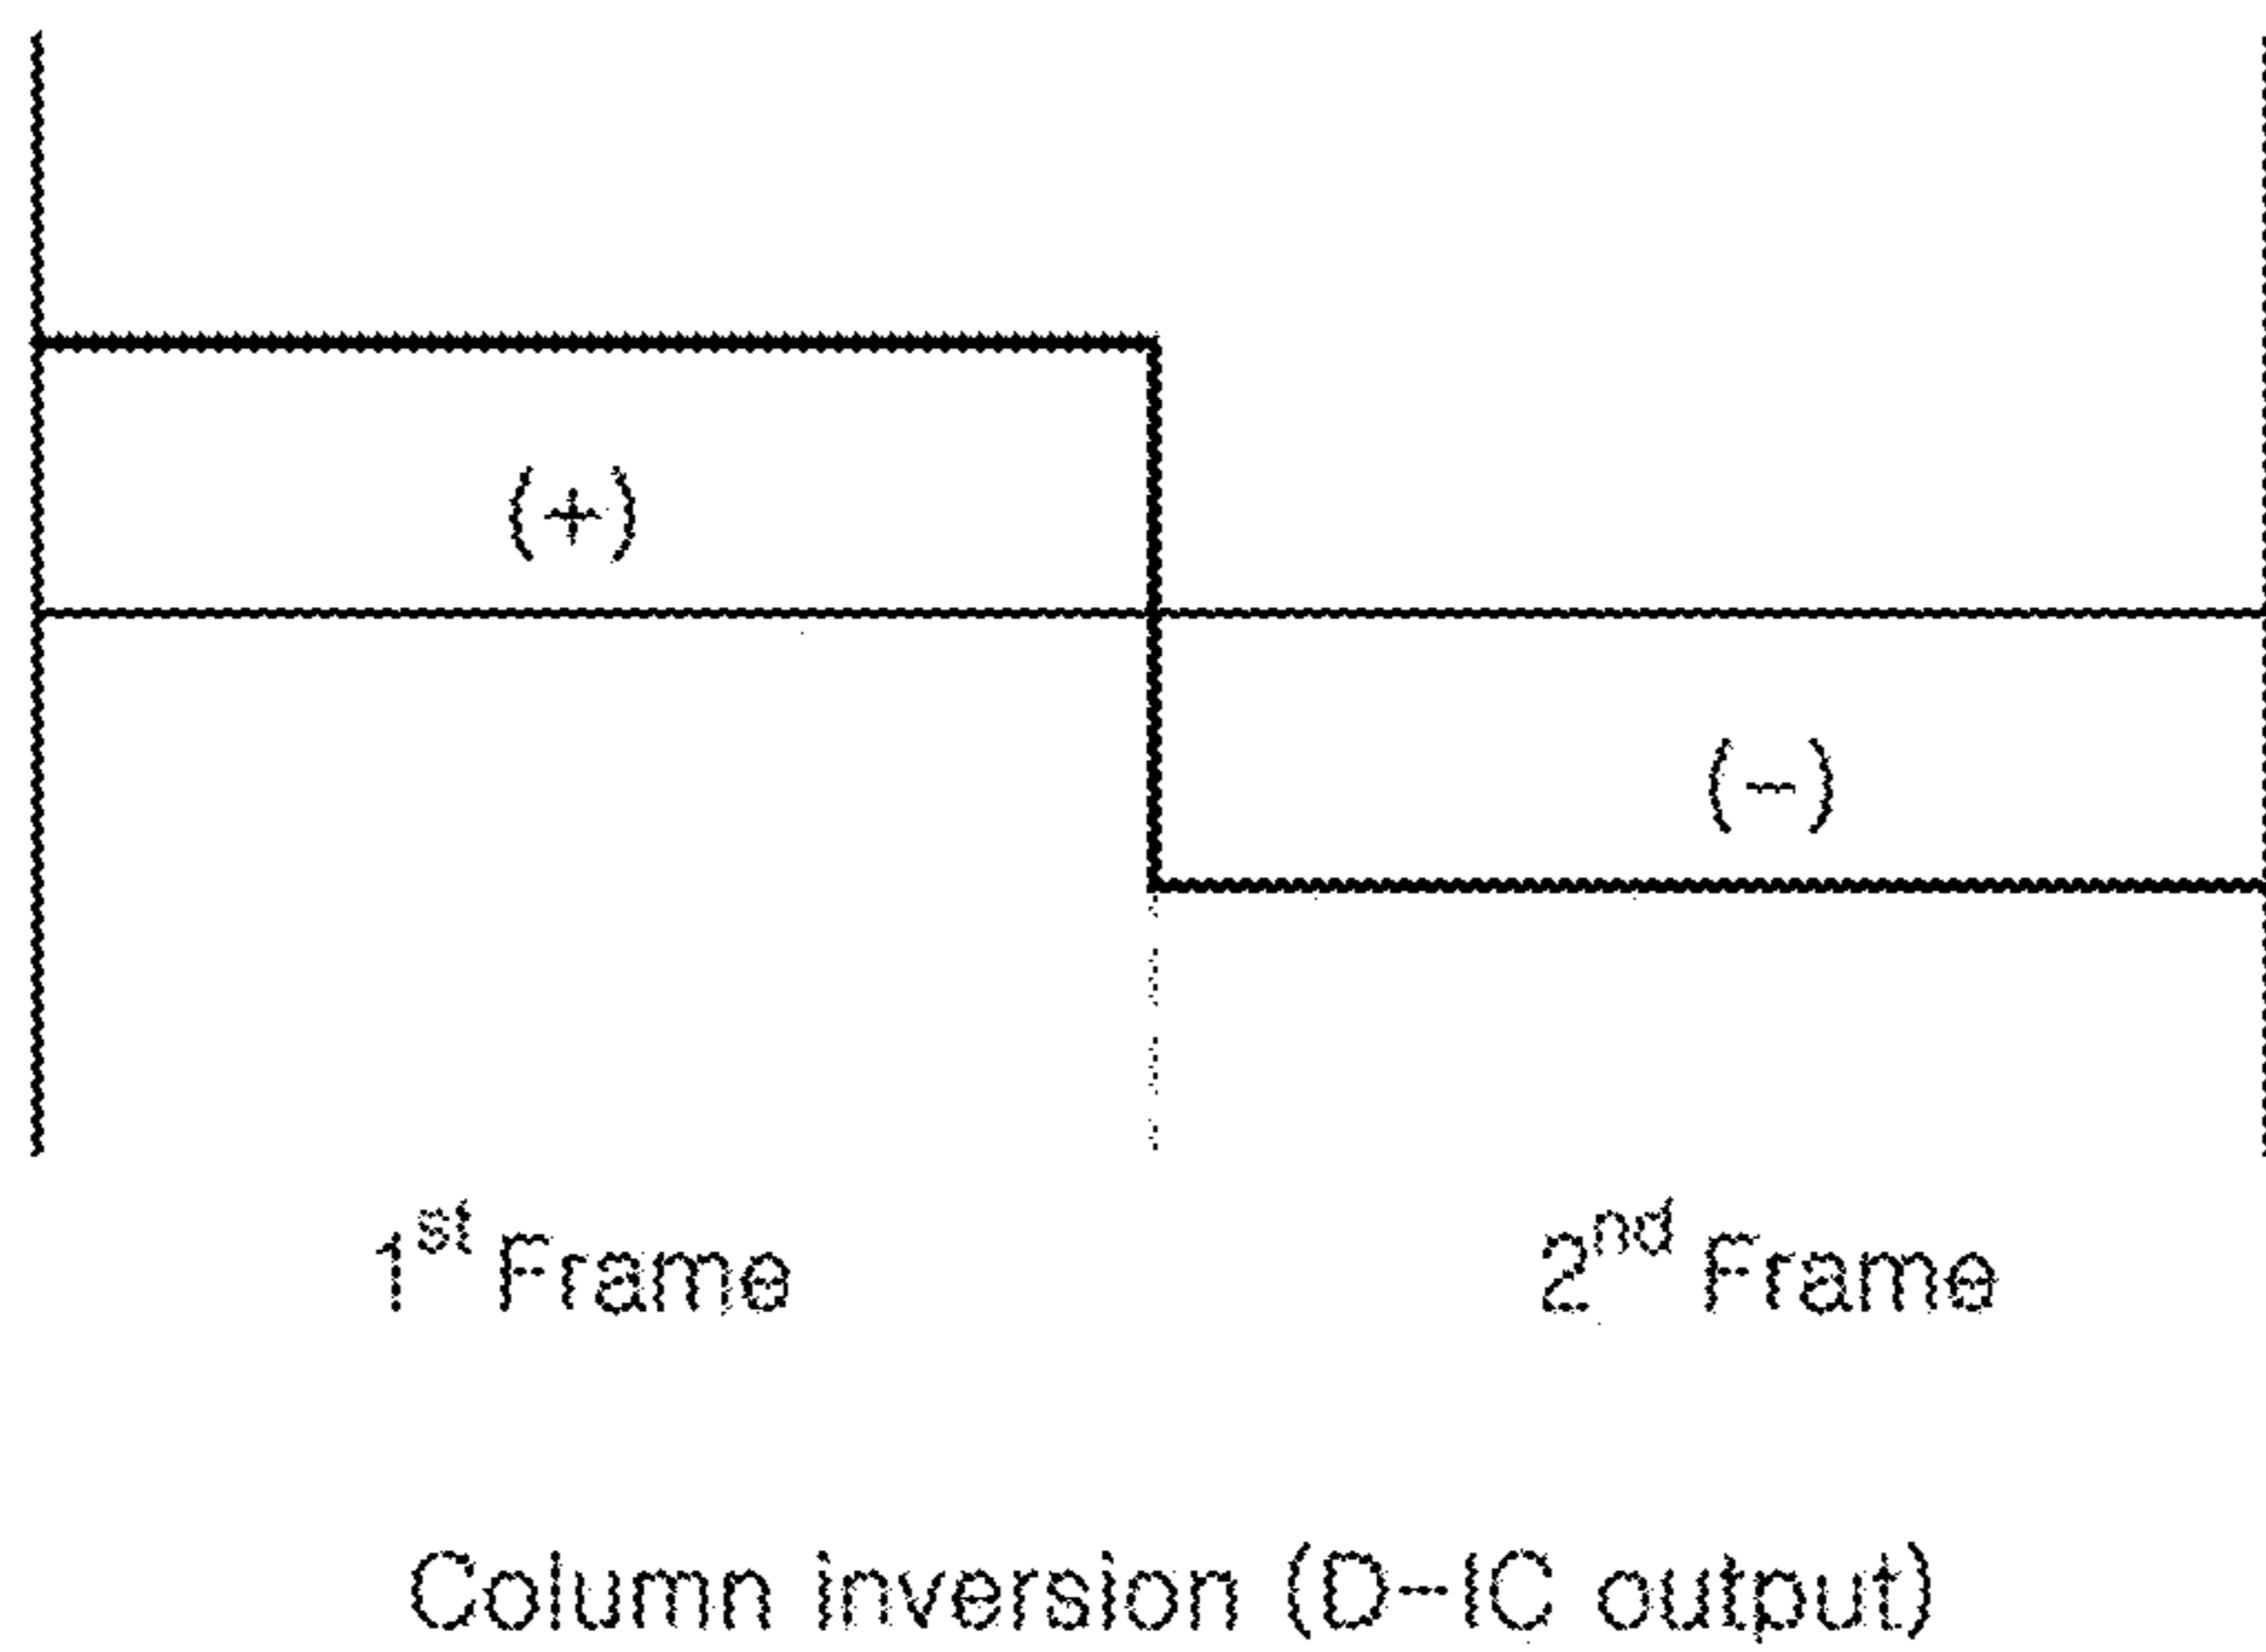 (+)
(-)
1st Frame
2nd Frame
Column inversion (D-IC output)